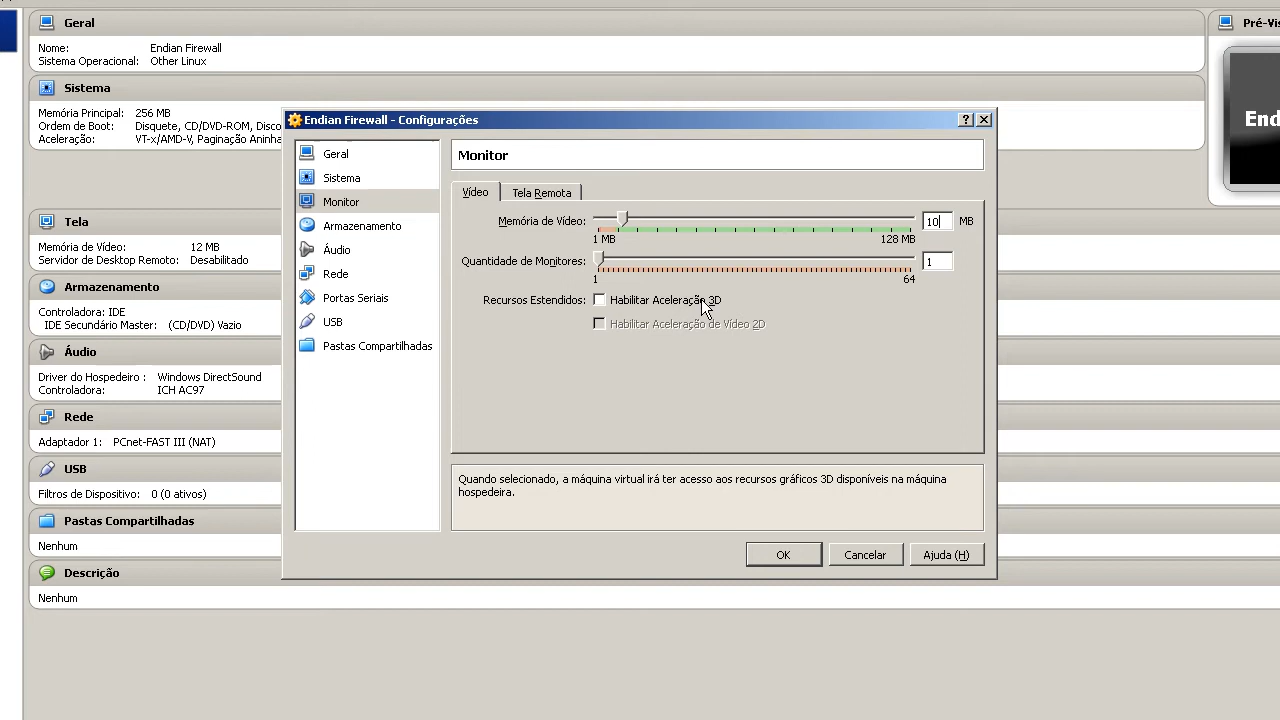 Geral
Nome: Endian Firewall
Sistema Operacional: Other Linux
Sistema
Memória Principal: 256 MB
Ordem de Boot: Disquete, CD/DVD-ROM, Disco
Aceleração: VT-x/AMD-V, Paginação Aninha
Tela
Memória de Vídeo: 12 MB
Servidor de Desktop Remoto: Desabilitado
Armazenamento
Controladora: IDE
IDE Secundário Master: (CD/DVD) Vazio
Áudio
Driver do Hospedeiro : Windows DirectSound
Controladora: ICH AC97
Rede
Adaptador 1: PCnet-FAST III (NAT)
USB
Filtros de Dispositivo: 0 (0 ativos)
Pastas Compartilhadas
Nenhum
Descrição
Nenhum
Pré-Vis
End
Endian Firewall - Configurações
Geral
Sistema
Monitor
Armazenamento
Áudio
Rede
Portas Seriais
USB
Pastas Compartilhadas
Monitor
Vídeo Tela Remota
Memória de Vídeo: 10 MB
1 MB 128 MB
Quantidade de Monitores: 1
1 64
Recursos Estendidos: Habilitar Aceleração 3D
Habilitar Aceleração de Vídeo 2D
Quando selecionado, a máquina virtual irá ter acesso aos recursos gráficos 3D disponíveis na máquina
hospedeira.
OK Cancelar Ajuda (H)